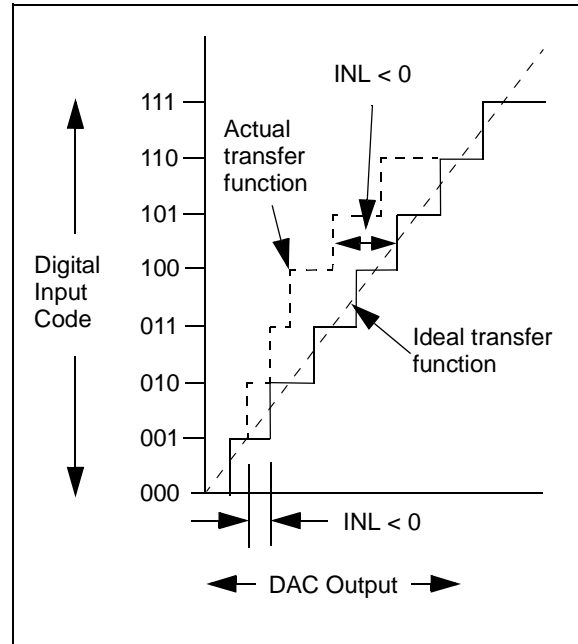 INL < 0
111
110
101
100
011
010
001
000
Actual
transfer
function
Digital
Input
Code
Ideal transfer
function
INL < 0
DAC Output